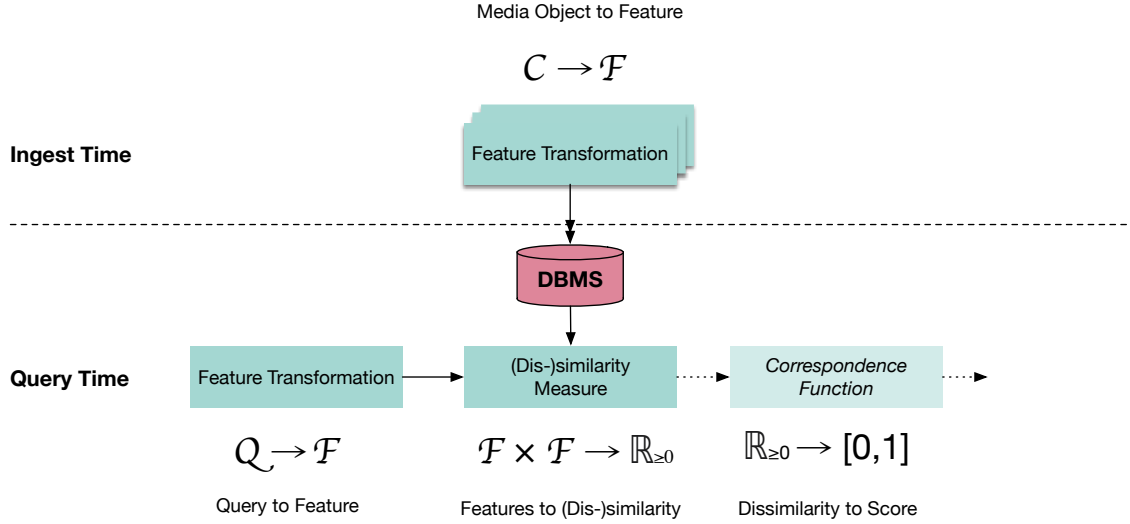 Media Object to Feature
C → F
Ingest Time
Feature Transformation
DBMS
Query Time
Feature Transformation
(Dis-)similarity
Measure
Correspondence
Function
Q → F
F × F → ℝ≥0
ℝ≥0 → [0,1]
Query to Feature
Features to (Dis-)similarity
Dissimilarity to Score